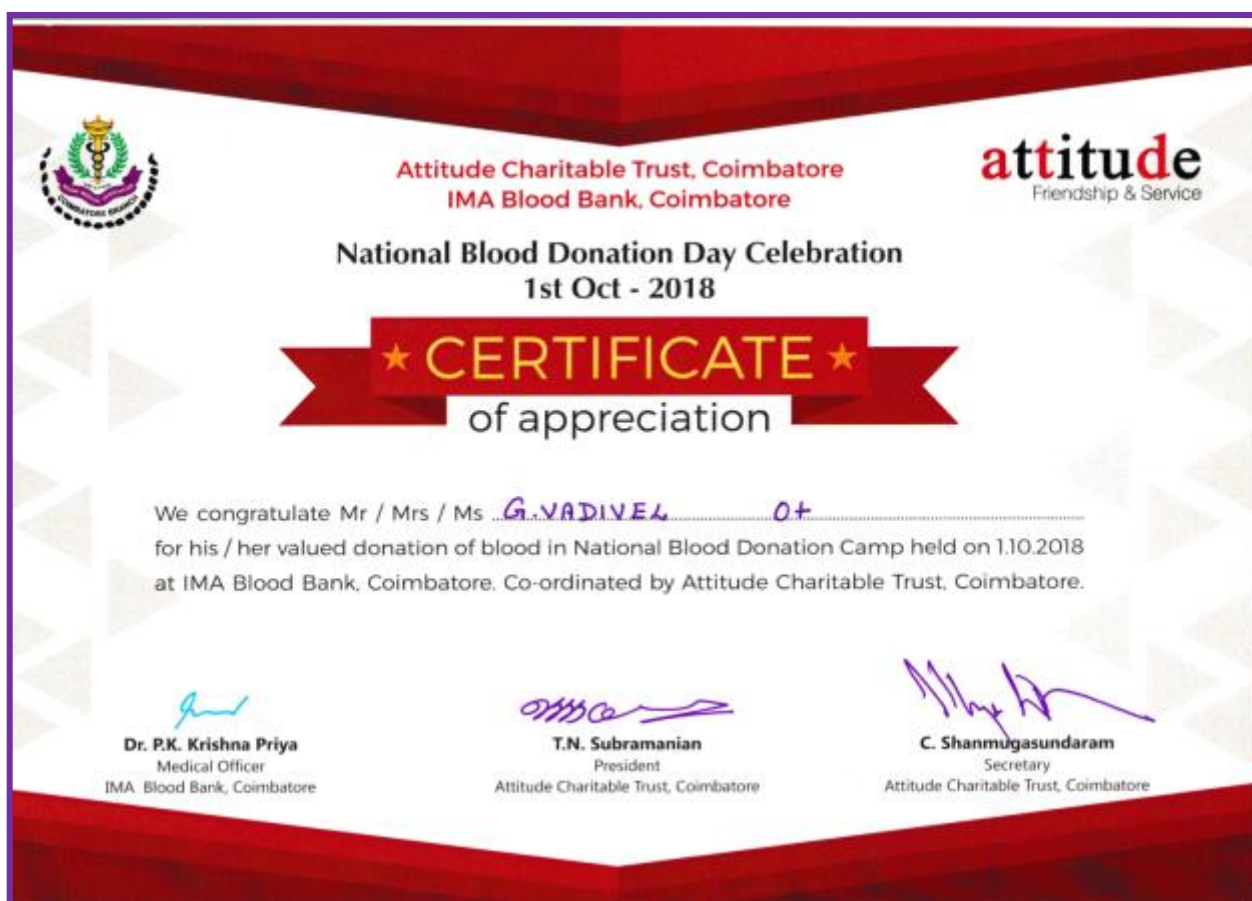 COIMBATORE BRANCH
attitude
Friendship & Service
Attitude Charitable Trust, Coimbatore
IMA Blood Bank, Coimbatore
National Blood Donation Day Celebration
1st Oct - 2018
CERTIFICATE
of appreciation
We congratulate Mr / Mrs / Ms G. VADIVEL O+
for his / her valued donation of blood in National Blood Donation Camp held on 1.10.2018
at IMA Blood Bank, Coimbatore. Co-ordinated by Attitude Charitable Trust, Coimbatore.
Dr. P.K. Krishna Priya
Medical Officer
IMA Blood Bank, Coimbatore
T.N. Subramanian
President
Attitude Charitable Trust, Coimbatore
C. Shanmugasundaram
Secretary
Attitude Charitable Trust, Coimbatore